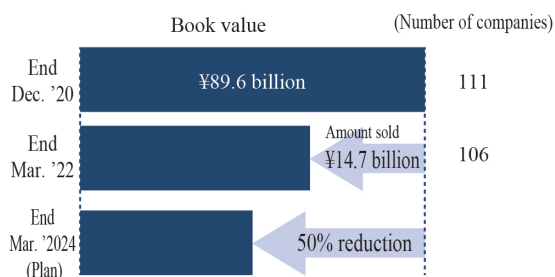 Book value
(Number of companies)
End
Dec. ’20
¥89.6 billion
111
End
Mar. ’22
Amount sold
¥14.7 billion
106
End
Mar. ’2024
(Plan)
50% reduction